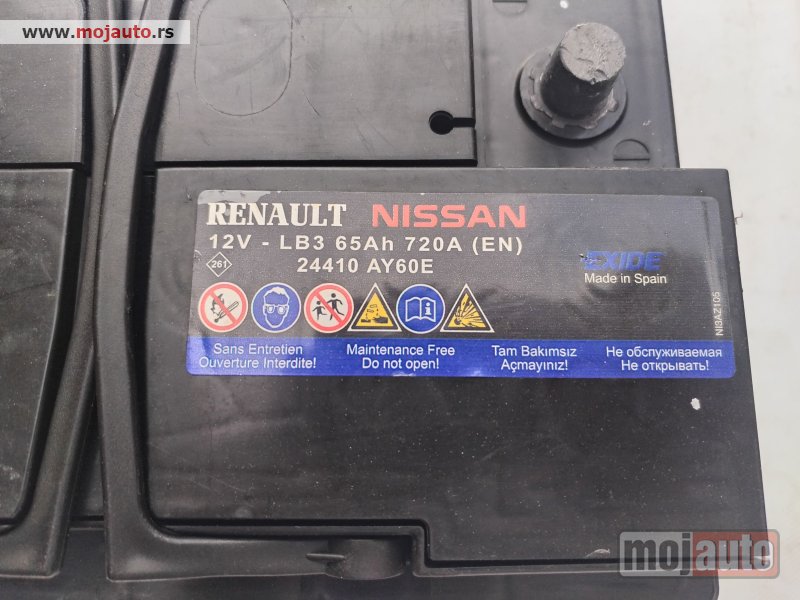 www.mojauto.rs
RENAULT NISSAN
12V - LB3 65Ah 720A (EN)
261
24410 AY60E
EXIDE
Made in Spain
NI3AZ105
Sans Entretien
Ouverture Interdite!
Maintenance Free
Do not open!
Tam Bakımsız
Açmayınız!
Не обслуживаемая
Не открывать!
mojauto